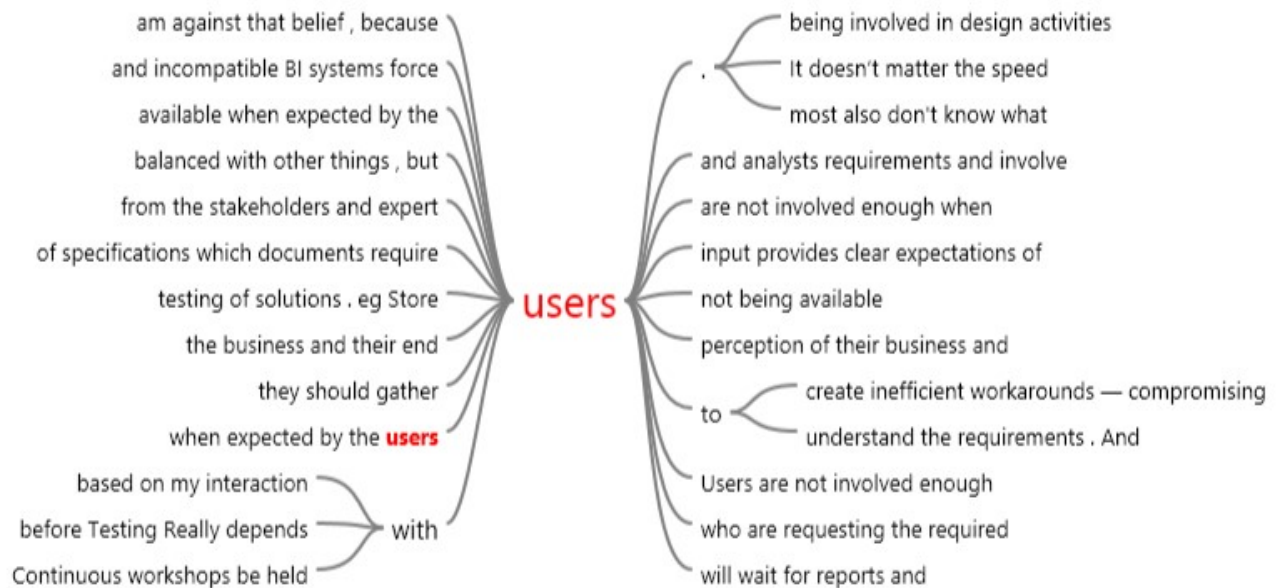 am against that belief , because
and incompatible BI systems force
available when expected by the
balanced with other things , but
from the stakeholders and expert
of specifications which documents require
testing of solutions . eg Store
the business and their end
they should gather
when expected by the users
based on my interaction
before Testing Really depends
Continuous workshops be held
with
users
.
being involved in design activities
It doesn't matter the speed
most also don't know what
and analysts requirements and involve
are not involved enough when
input provides clear expectations of
not being available
perception of their business and
to
create inefficient workarounds — compromising
understand the requirements . And
Users are not involved enough
who are requesting the required
will wait for reports and